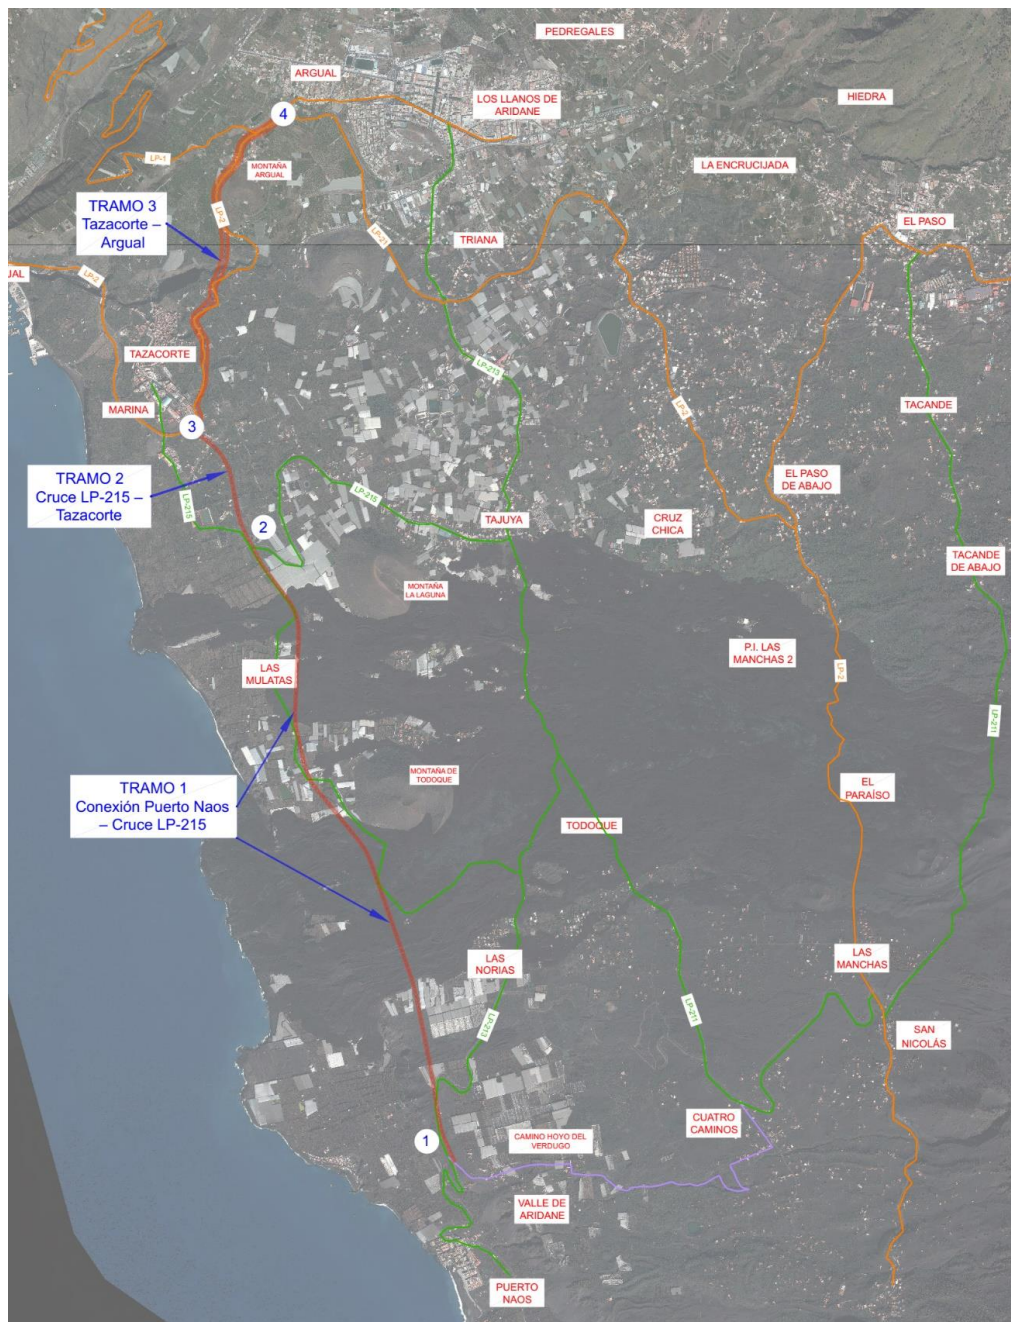 PEDREGALES
ARGUAL
LOS LLANOS DE
ARIDANE
HIEDRA
4
LP-1
MONTAÑA
ARGUAL
LA ENCRUCIJADA
TRAMO 3
Tazacorte –
Argual
LP-2
LP-21
TRIANA
EL PASO
UAL
LP-2
TAZACORTE
LP-213
MARINA
3
LP-2
TACANDE
TRAMO 2
Cruce LP-215 –
Tazacorte
LP-215
2
LP-215
TAJUYA
CRUZ
CHICA
EL PASO
DE ABAJO
TACANDE
DE ABAJO
MONTAÑA
LA LAGUNA
LAS
MULATAS
P.I. LAS
MANCHAS 2
LP-2
LP-211
TRAMO 1
Conexión Puerto Naos
– Cruce LP-215
MONTAÑA DE
TODOQUE
EL
PARAÍSO
TODOQUE
LAS
NORIAS
LAS
MANCHAS
LP-213
LP-211
SAN
NICOLÁS
1
CAMINO HOYO DEL
VERDUGO
CUATRO
CAMINOS
VALLE DE
ARIDANE
PUERTO
NAOS